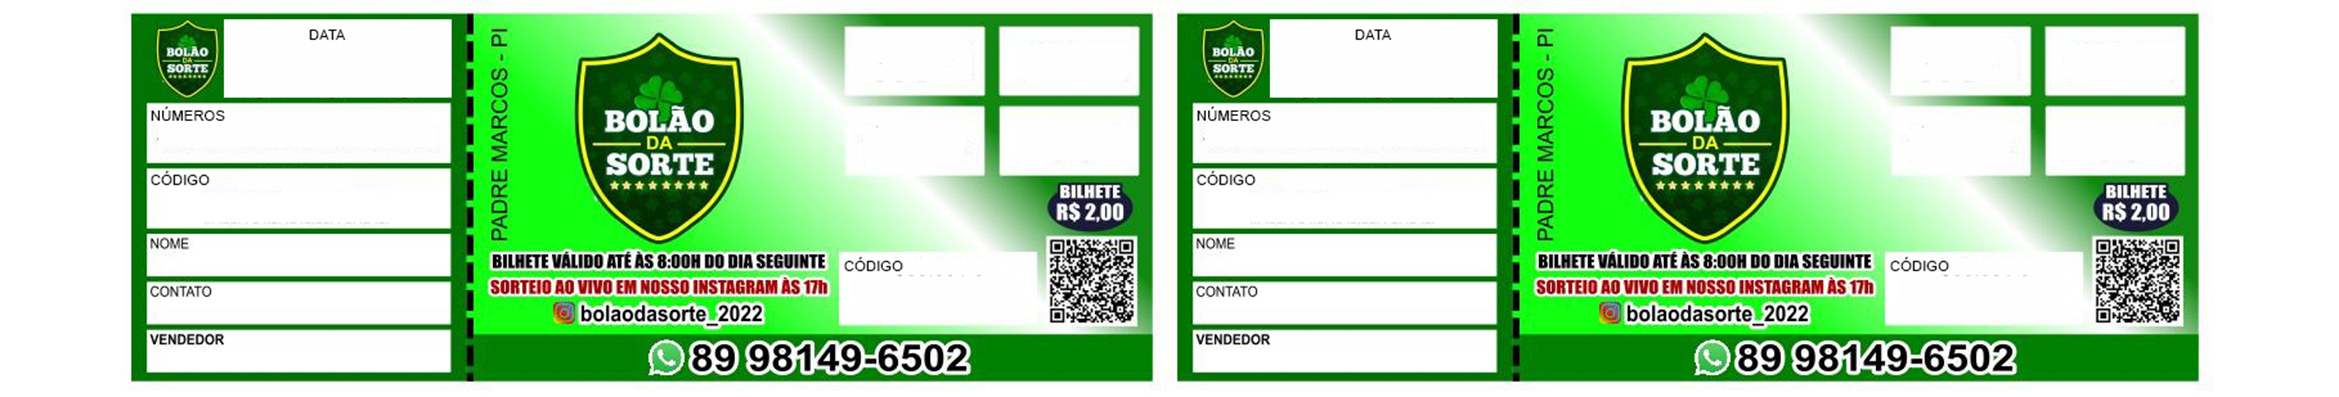 BOLÃO
DA
SORTE
DATA
NÚMEROS
CÓDIGO
NOME
CONTATO
VENDEDOR
PADRE MARCOS - PI
BOLÃO
DA
SORTE
BILHETE
R$ 2,00
BILHETE VÁLIDO ATÉ ÀS 8:00H DO DIA SEGUINTE
SORTEIO AO VIVO EM NOSSO INSTAGRAM ÀS 17h
bolaodasorte_2022
CÓDIGO
89 98149-6502
BOLÃO
DA
SORTE
DATA
NÚMEROS
CÓDIGO
NOME
CONTATO
VENDEDOR
PADRE MARCOS - PI
BOLÃO
DA
SORTE
BILHETE
R$ 2,00
BILHETE VÁLIDO ATÉ ÀS 8:00H DO DIA SEGUINTE
SORTEIO AO VIVO EM NOSSO INSTAGRAM ÀS 17h
bolaodasorte_2022
CÓDIGO
89 98149-6502